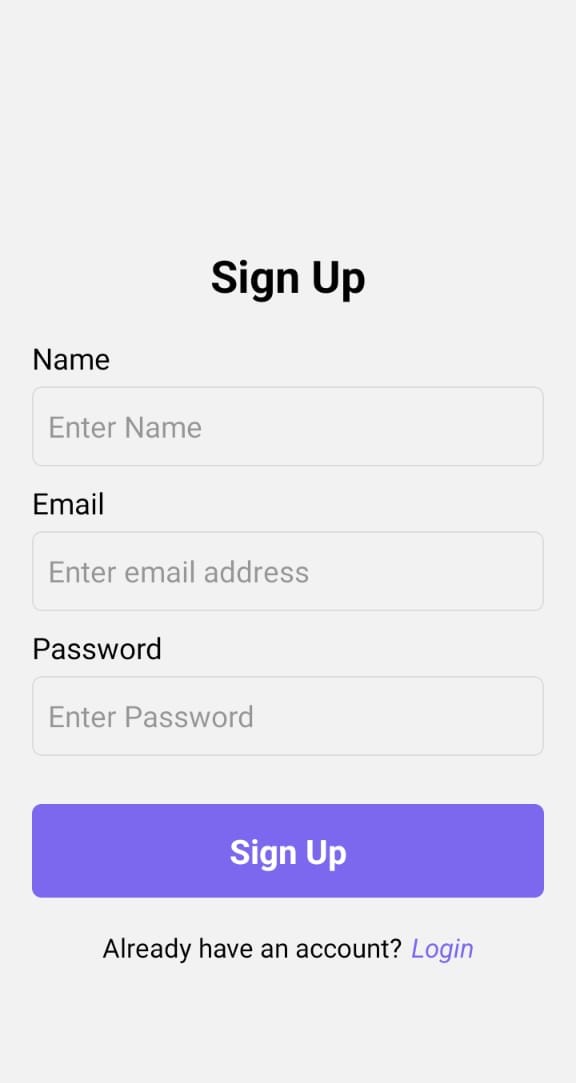 Sign Up
Name
Enter Name
Email
Enter email address
Password
Enter Password
Sign Up
Already have an account? Login